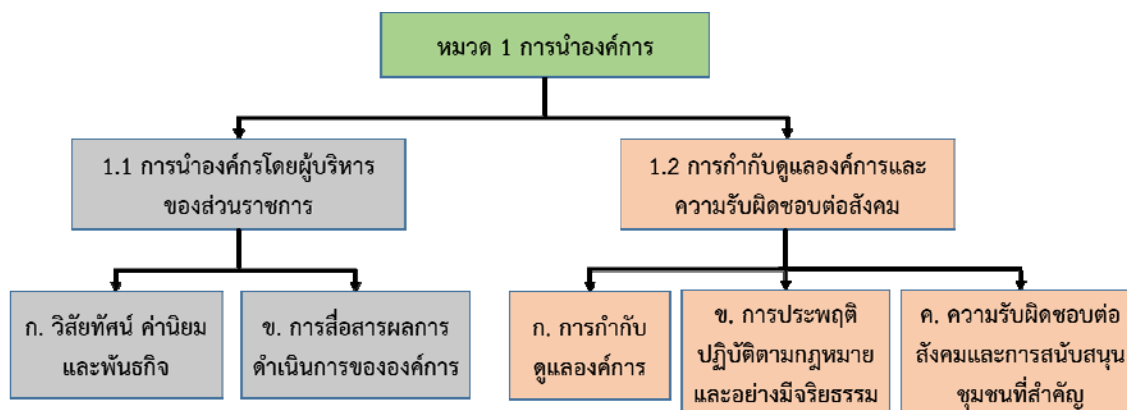 หมวด 1 การนำองค์การ
1.1 การนำองค์กรโดยผู้บริหาร
ของส่วนราชการ
1.2 การกำกับดูแลองค์การและ
ความรับผิดชอบต่อสังคม
ก. วิสัยทัศน์ ค่านิยม
และพันธกิจ
ข. การสื่อสารผลการ
ดำเนินการขององค์การ
ก. การกำกับ
ดูแลองค์การ
ข. การประพฤติ
ปฏิบัติตามกฎหมาย
และอย่างมีจริยธรรม
ค. ความรับผิดชอบต่อ
สังคมและการสนับสนุน
ชุมชนที่สำคัญ